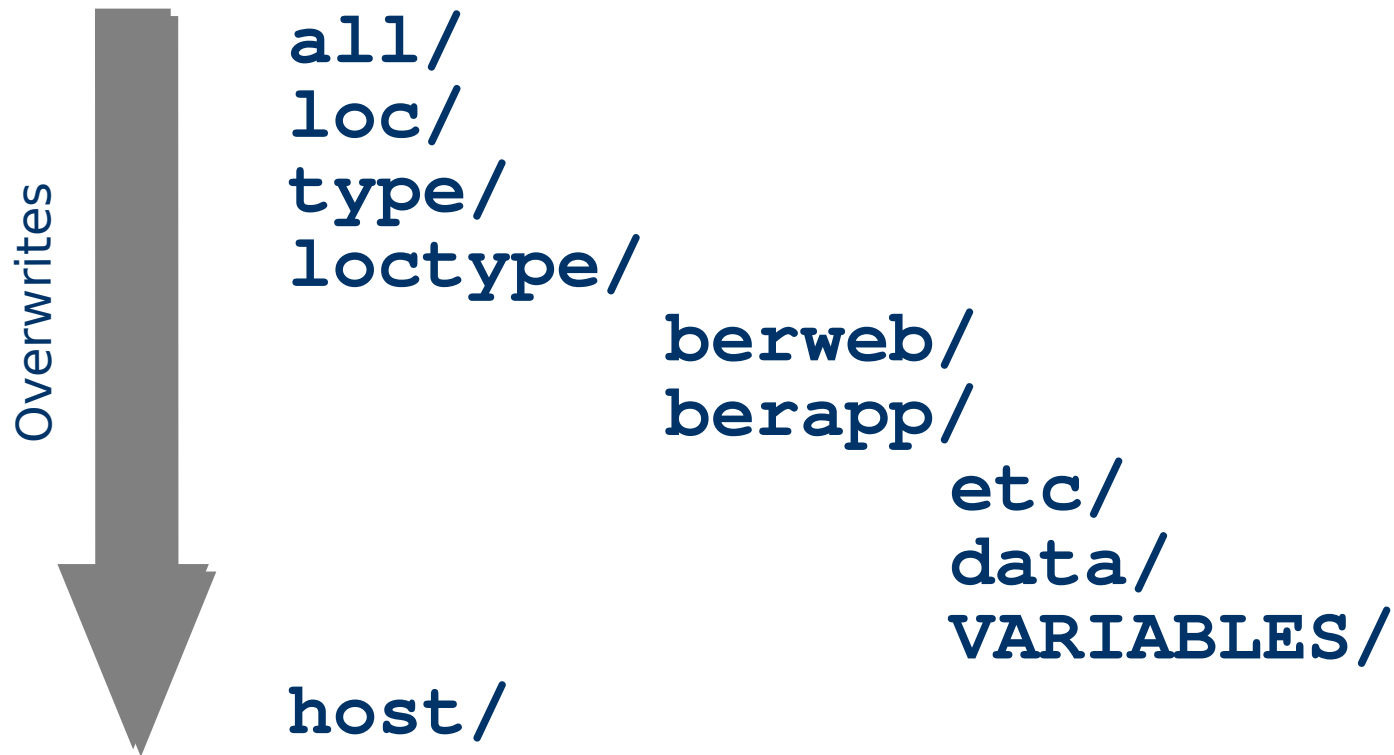 Overwrites
all/
loc/
type/
loctype/
berweb/
berapp/
etc/
data/
VARIABLES/
host/